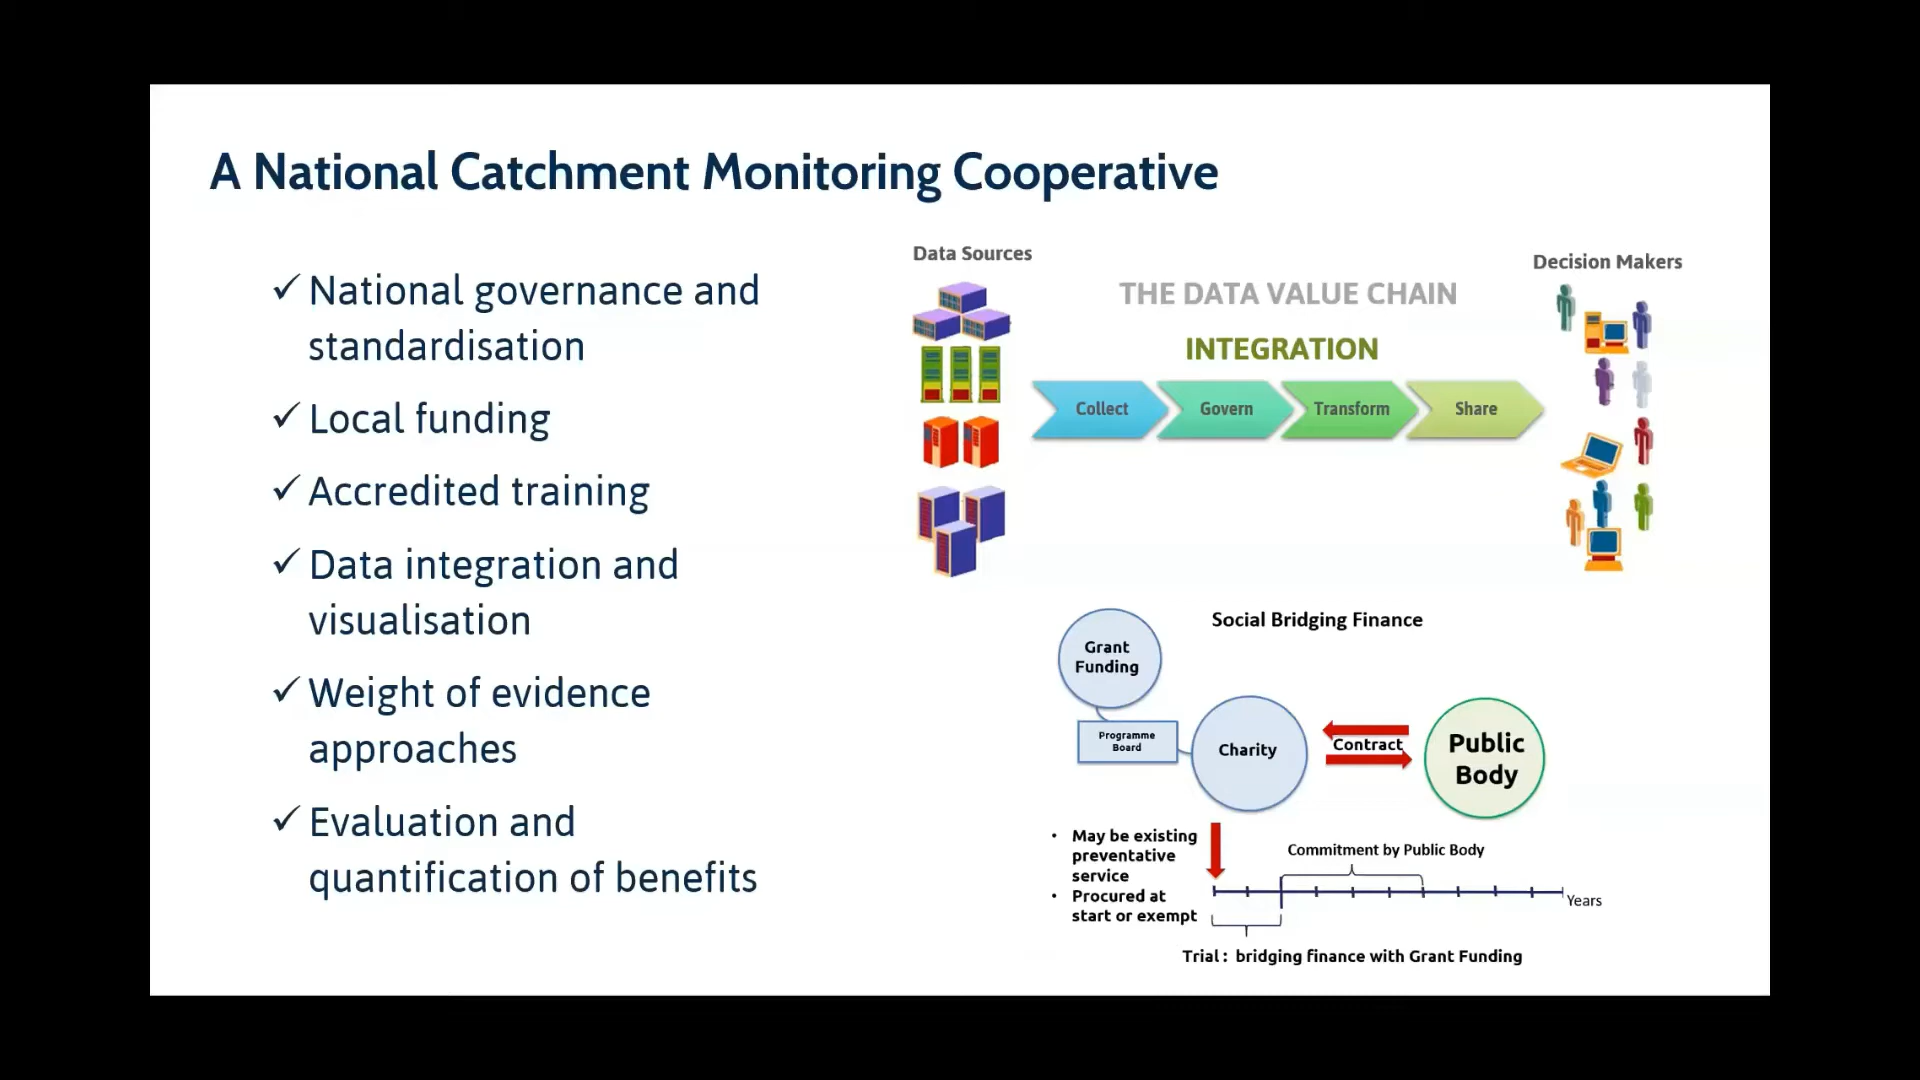 A National Catchment Monitoring Cooperative
✓ National governance and
standardisation
✓ Local funding
✓ Accredited training
✓ Data integration and
visualisation
✓ Weight of evidence
approaches
✓ Evaluation and
quantification of benefits
Data Sources
THE DATA VALUE CHAIN
INTEGRATION
Collect
Govern
Transform
Share
Decision Makers
Social Bridging Finance
Grant
Funding
Programme
Board
Charity
Contract
Public
Body
• May be existing
preventative
service
• Procured at
start or exempt
Commitment by Public Body
Years
Trial : bridging finance with Grant Funding